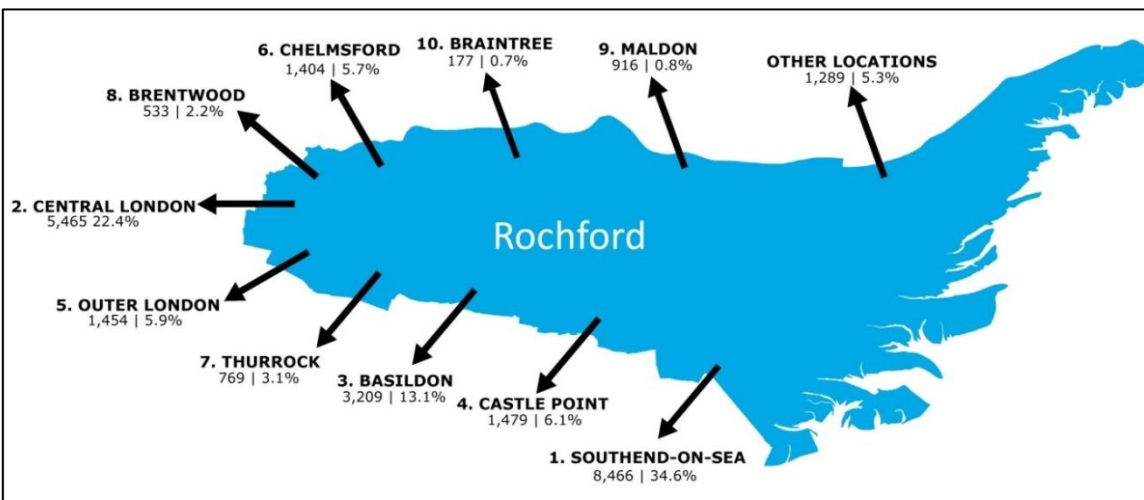 6. CHELMSFORD
1,404 | 5.7%
10. BRAINTREE
177 | 0.7%
9. MALDON
916 | 0.8%
OTHER LOCATIONS
1,289 | 5.3%
8. BRENTWOOD
533 | 2.2%
2. CENTRAL LONDON
5,465 22.4%
Rochford
5. OUTER LONDON
1,454 | 5.9%
7. THURROCK
769 | 3.1%
3. BASILDON
3,209 | 13.1%
4. CASTLE POINT
1,479 | 6.1%
1. SOUTHEND-ON-SEA
8,466 | 34.6%